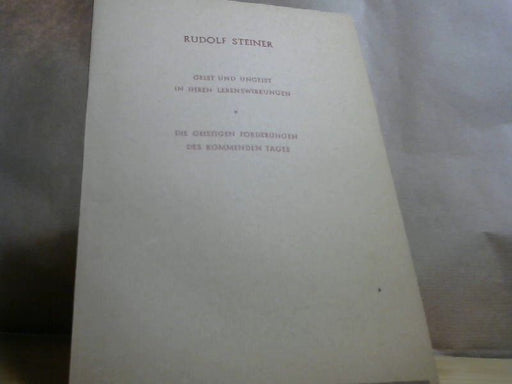 RUDOLF STEINER
GEIST UND UNGEIST
IN IHREN LEBENSWIRKUNGEN
*
DIE GEISTIGEN FORDERUNGEN
DES KOMMENDEN TAGES